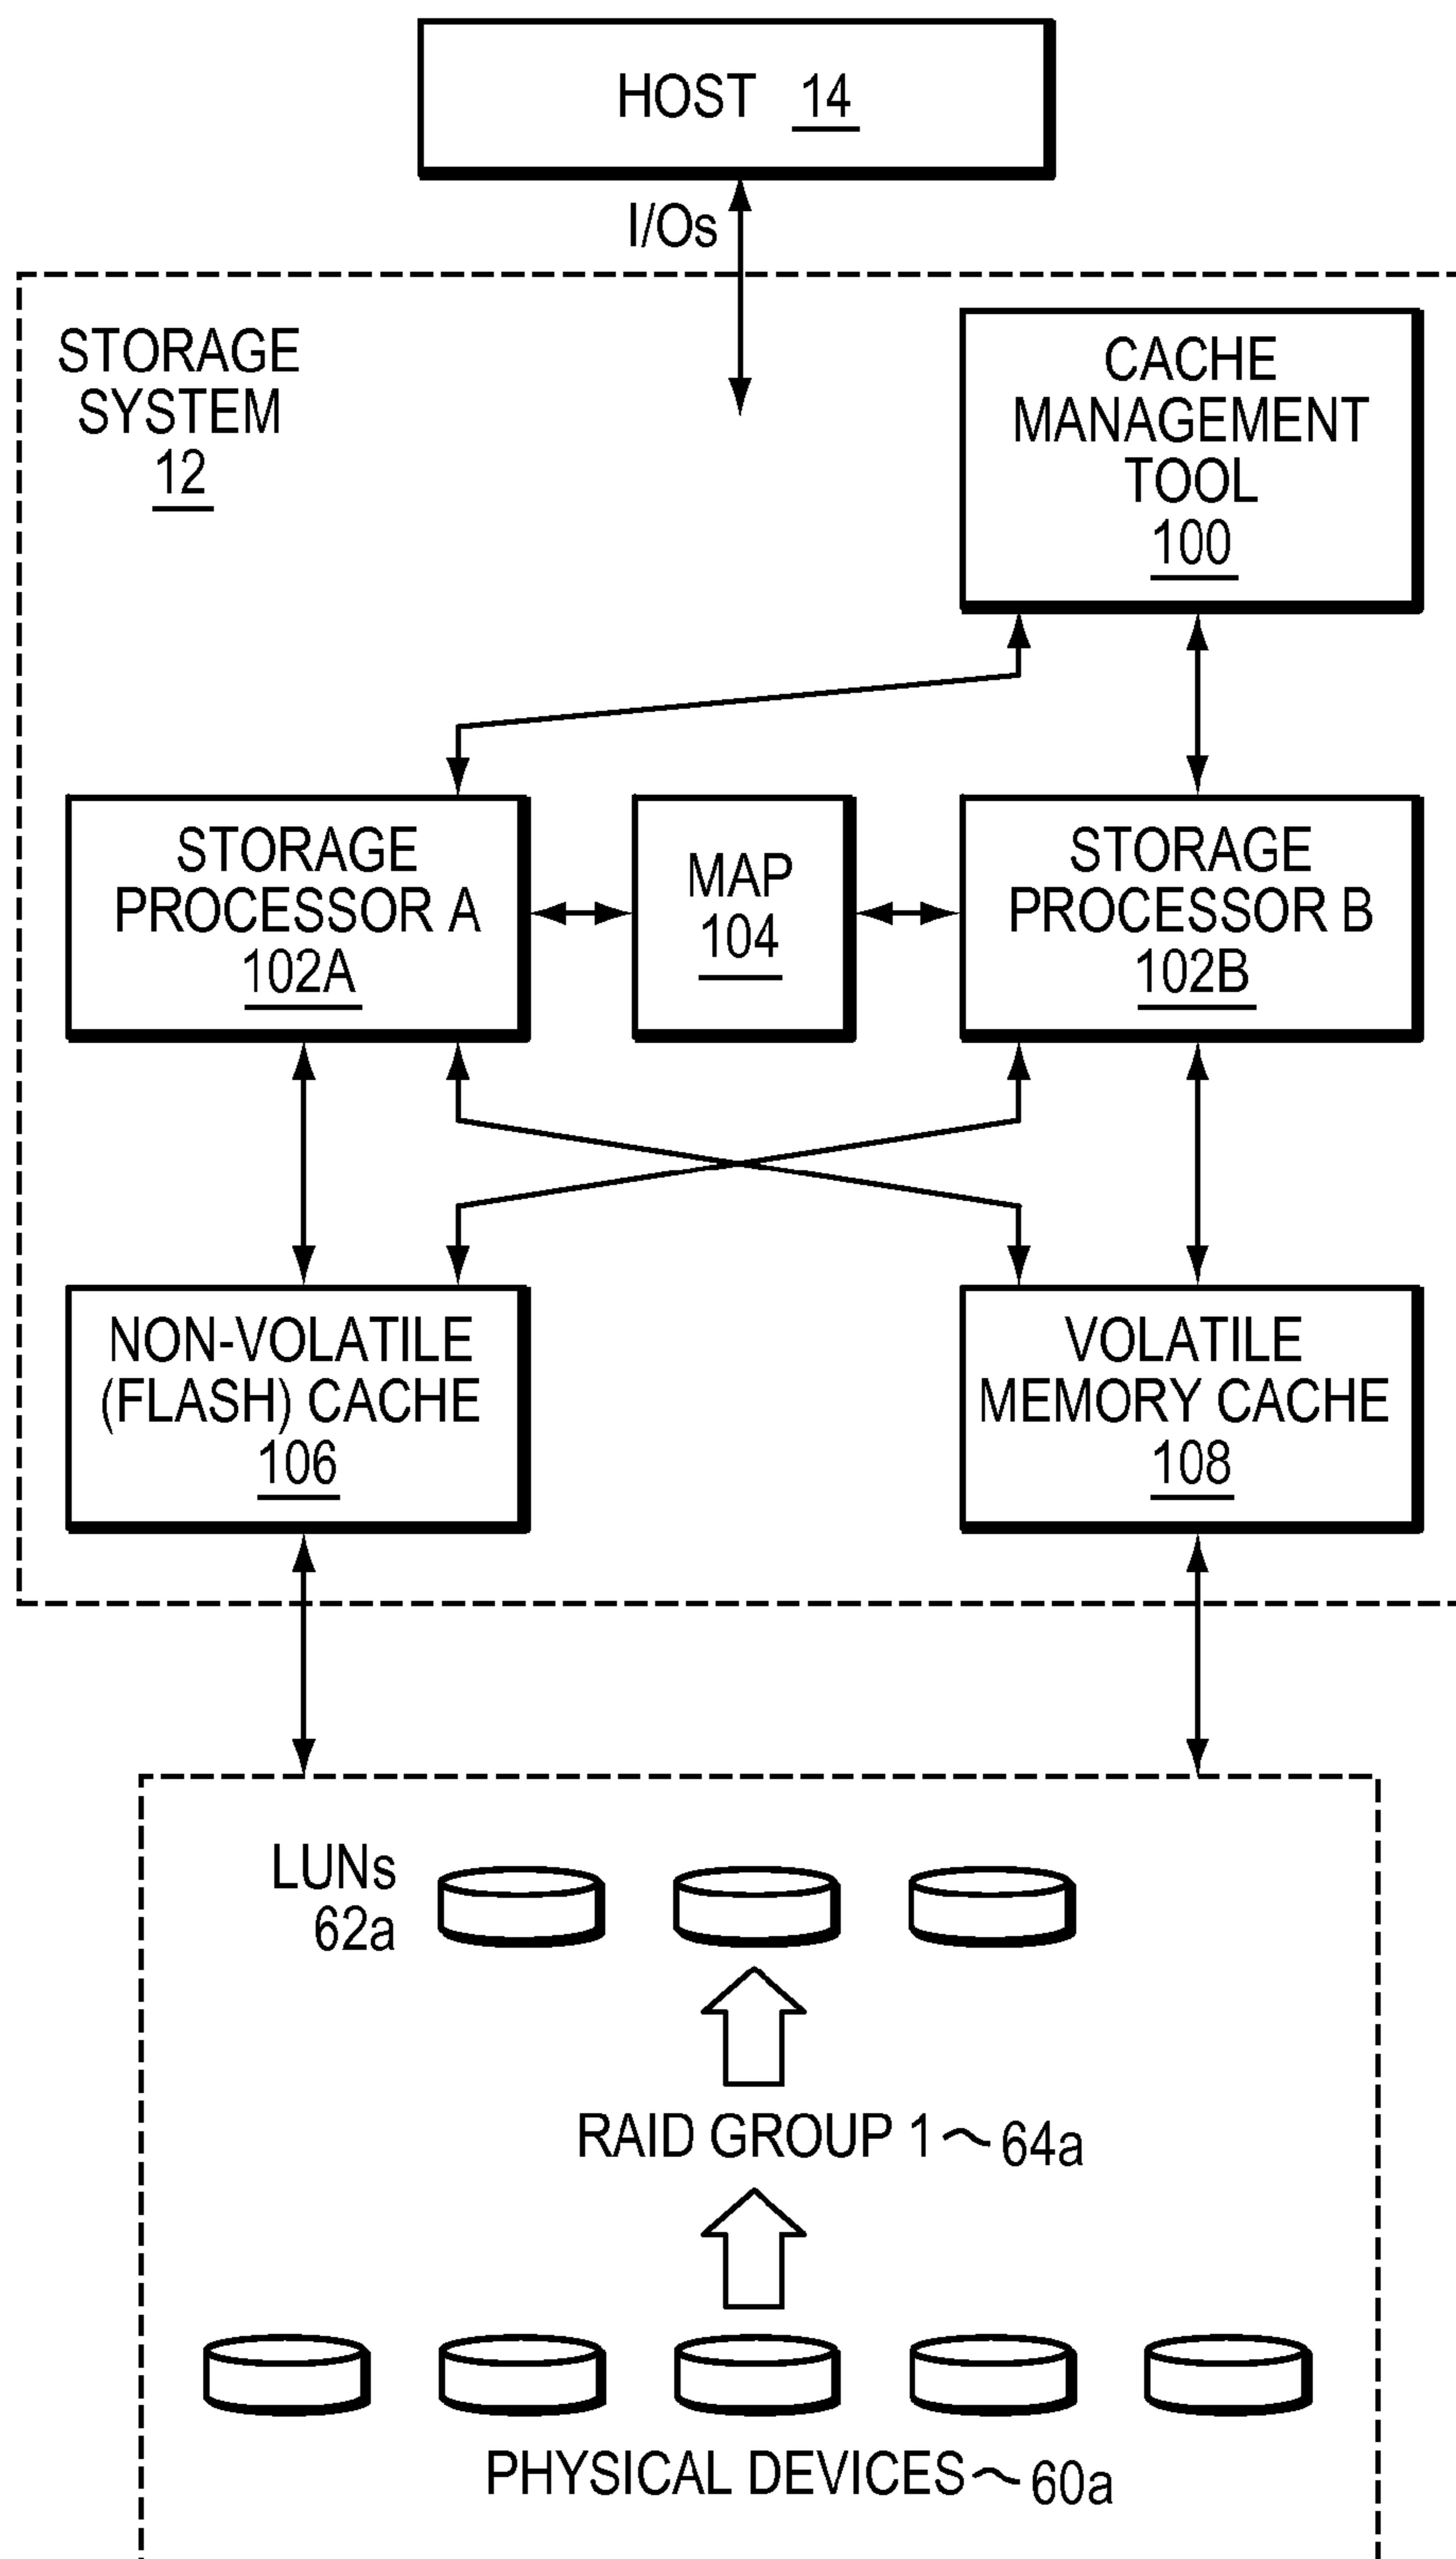 HOST 14
I/Os
STORAGE
SYSTEM
12
CACHE
MANAGEMENT
TOOL
100
STORAGE
PROCESSOR A
102A
MAP
104
STORAGE
PROCESSOR B
102B
NON-VOLATILE
(FLASH) CACHE
106
VOLATILE
MEMORY CACHE
108
LUNs
62a
RAID GROUP 1 64a
PHYSICAL DEVICES 60a